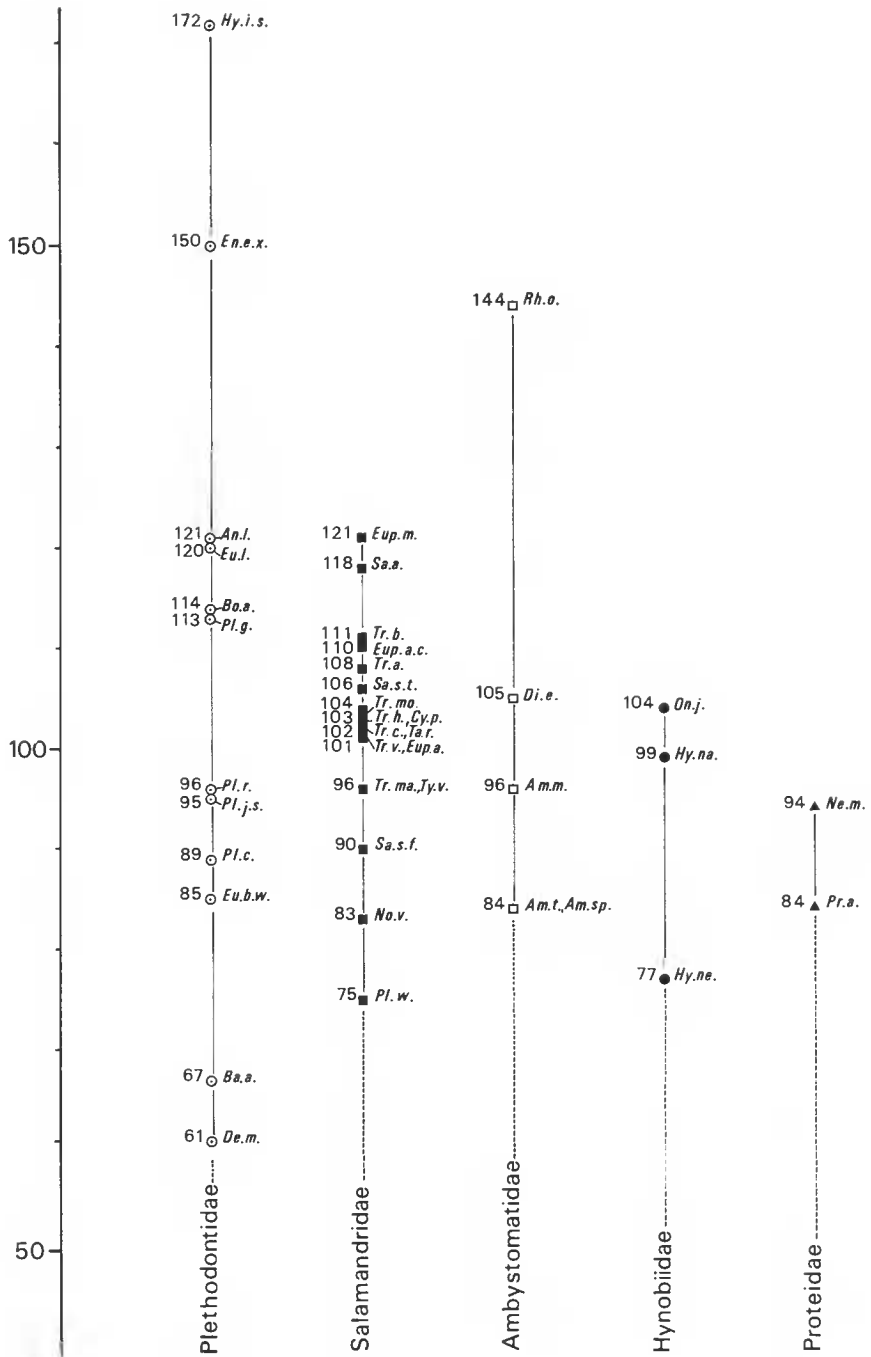 172 Hy.i.s.
150
150 En.e.x.
144 Rh.o.
121 An.l.
120 Eu.l.
121 Eup.m.
118 Sa.a.
114 Bo.a.
113 Pl.g.
111 Tr.b.
110 Eup.a.c.
108 Tr.a.
106 Sa.s.t.
104 Tr.mo.
103 Tr.h.,Cy.p.
102 Tr.c.,Ta.r.
101 Tr.v.,Eup.a.
105 Di.e.
104 On.j.
100
99 Hy.na.
96 Pl.r.
95 Pl.j.s.
96 Tr.ma.,Ty.v.
96 Am.m.
94 Ne.m.
89 Pl.c.
90 Sa.s.f.
85 Eu.b.w.
83 No.v.
84 Am.t.,Am.sp.
84 Pr.a.
75 Pl.w.
77 Hy.ne.
67 Ba.a.
61 De.m.
50
Plethodontidae
Salamandridae
Ambystomatidae
Hynobiidae
Proteidae